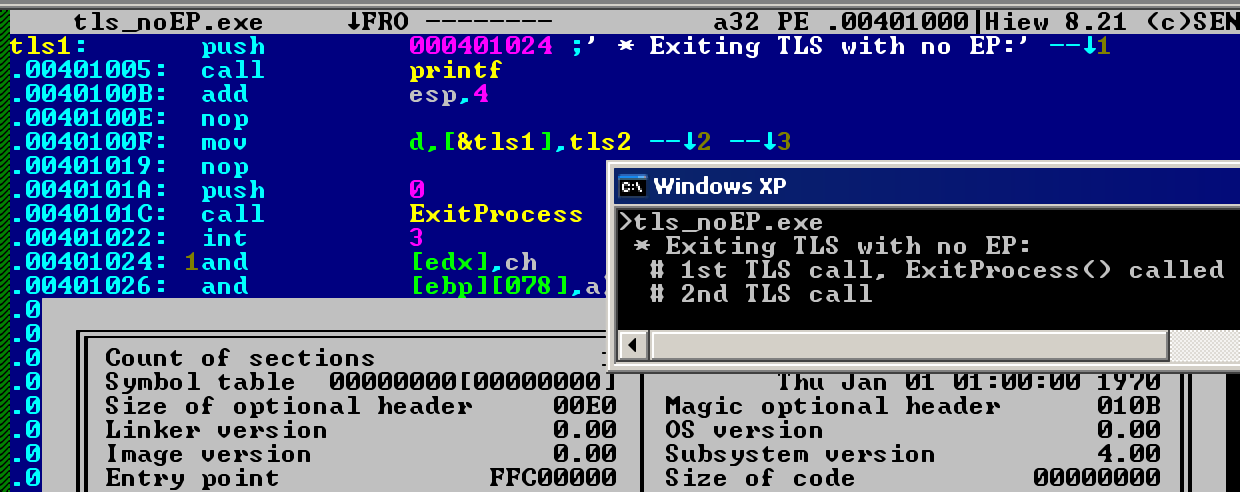 tls_noEP.exe ↓FRO -------- a32 PE .00401000|Hiew 8.21 (c)SEN
tls1: push 000401024 ;' * Exiting TLS with no EP:' --↓1
.00401005: call printf
.0040100B: add esp,4
.0040100E: nop
.0040100F: mov d,[&tls1],tls2 --↓2 --↓3
.00401019: nop
.0040101A: push 0
.0040101C: call ExitProcess
.00401022: int 3
.00401024: 1and [edx],ch
.00401026: and [ebp][078],a
.0
.0
.0
.0
.0
.0
.0
.0
Windows XP
>tls_noEP.exe
* Exiting TLS with no EP:
# 1st TLS call, ExitProcess() called
# 2nd TLS call
Count of sections
Symbol table 00000000[00000000] Thu Jan 01 01:00:00 1970
Size of optional header 00E0 Magic optional header 010B
Linker version 0.00 OS version 0.00
Image version 0.00 Subsystem version 4.00
Entry point FFC00000 Size of code 00000000